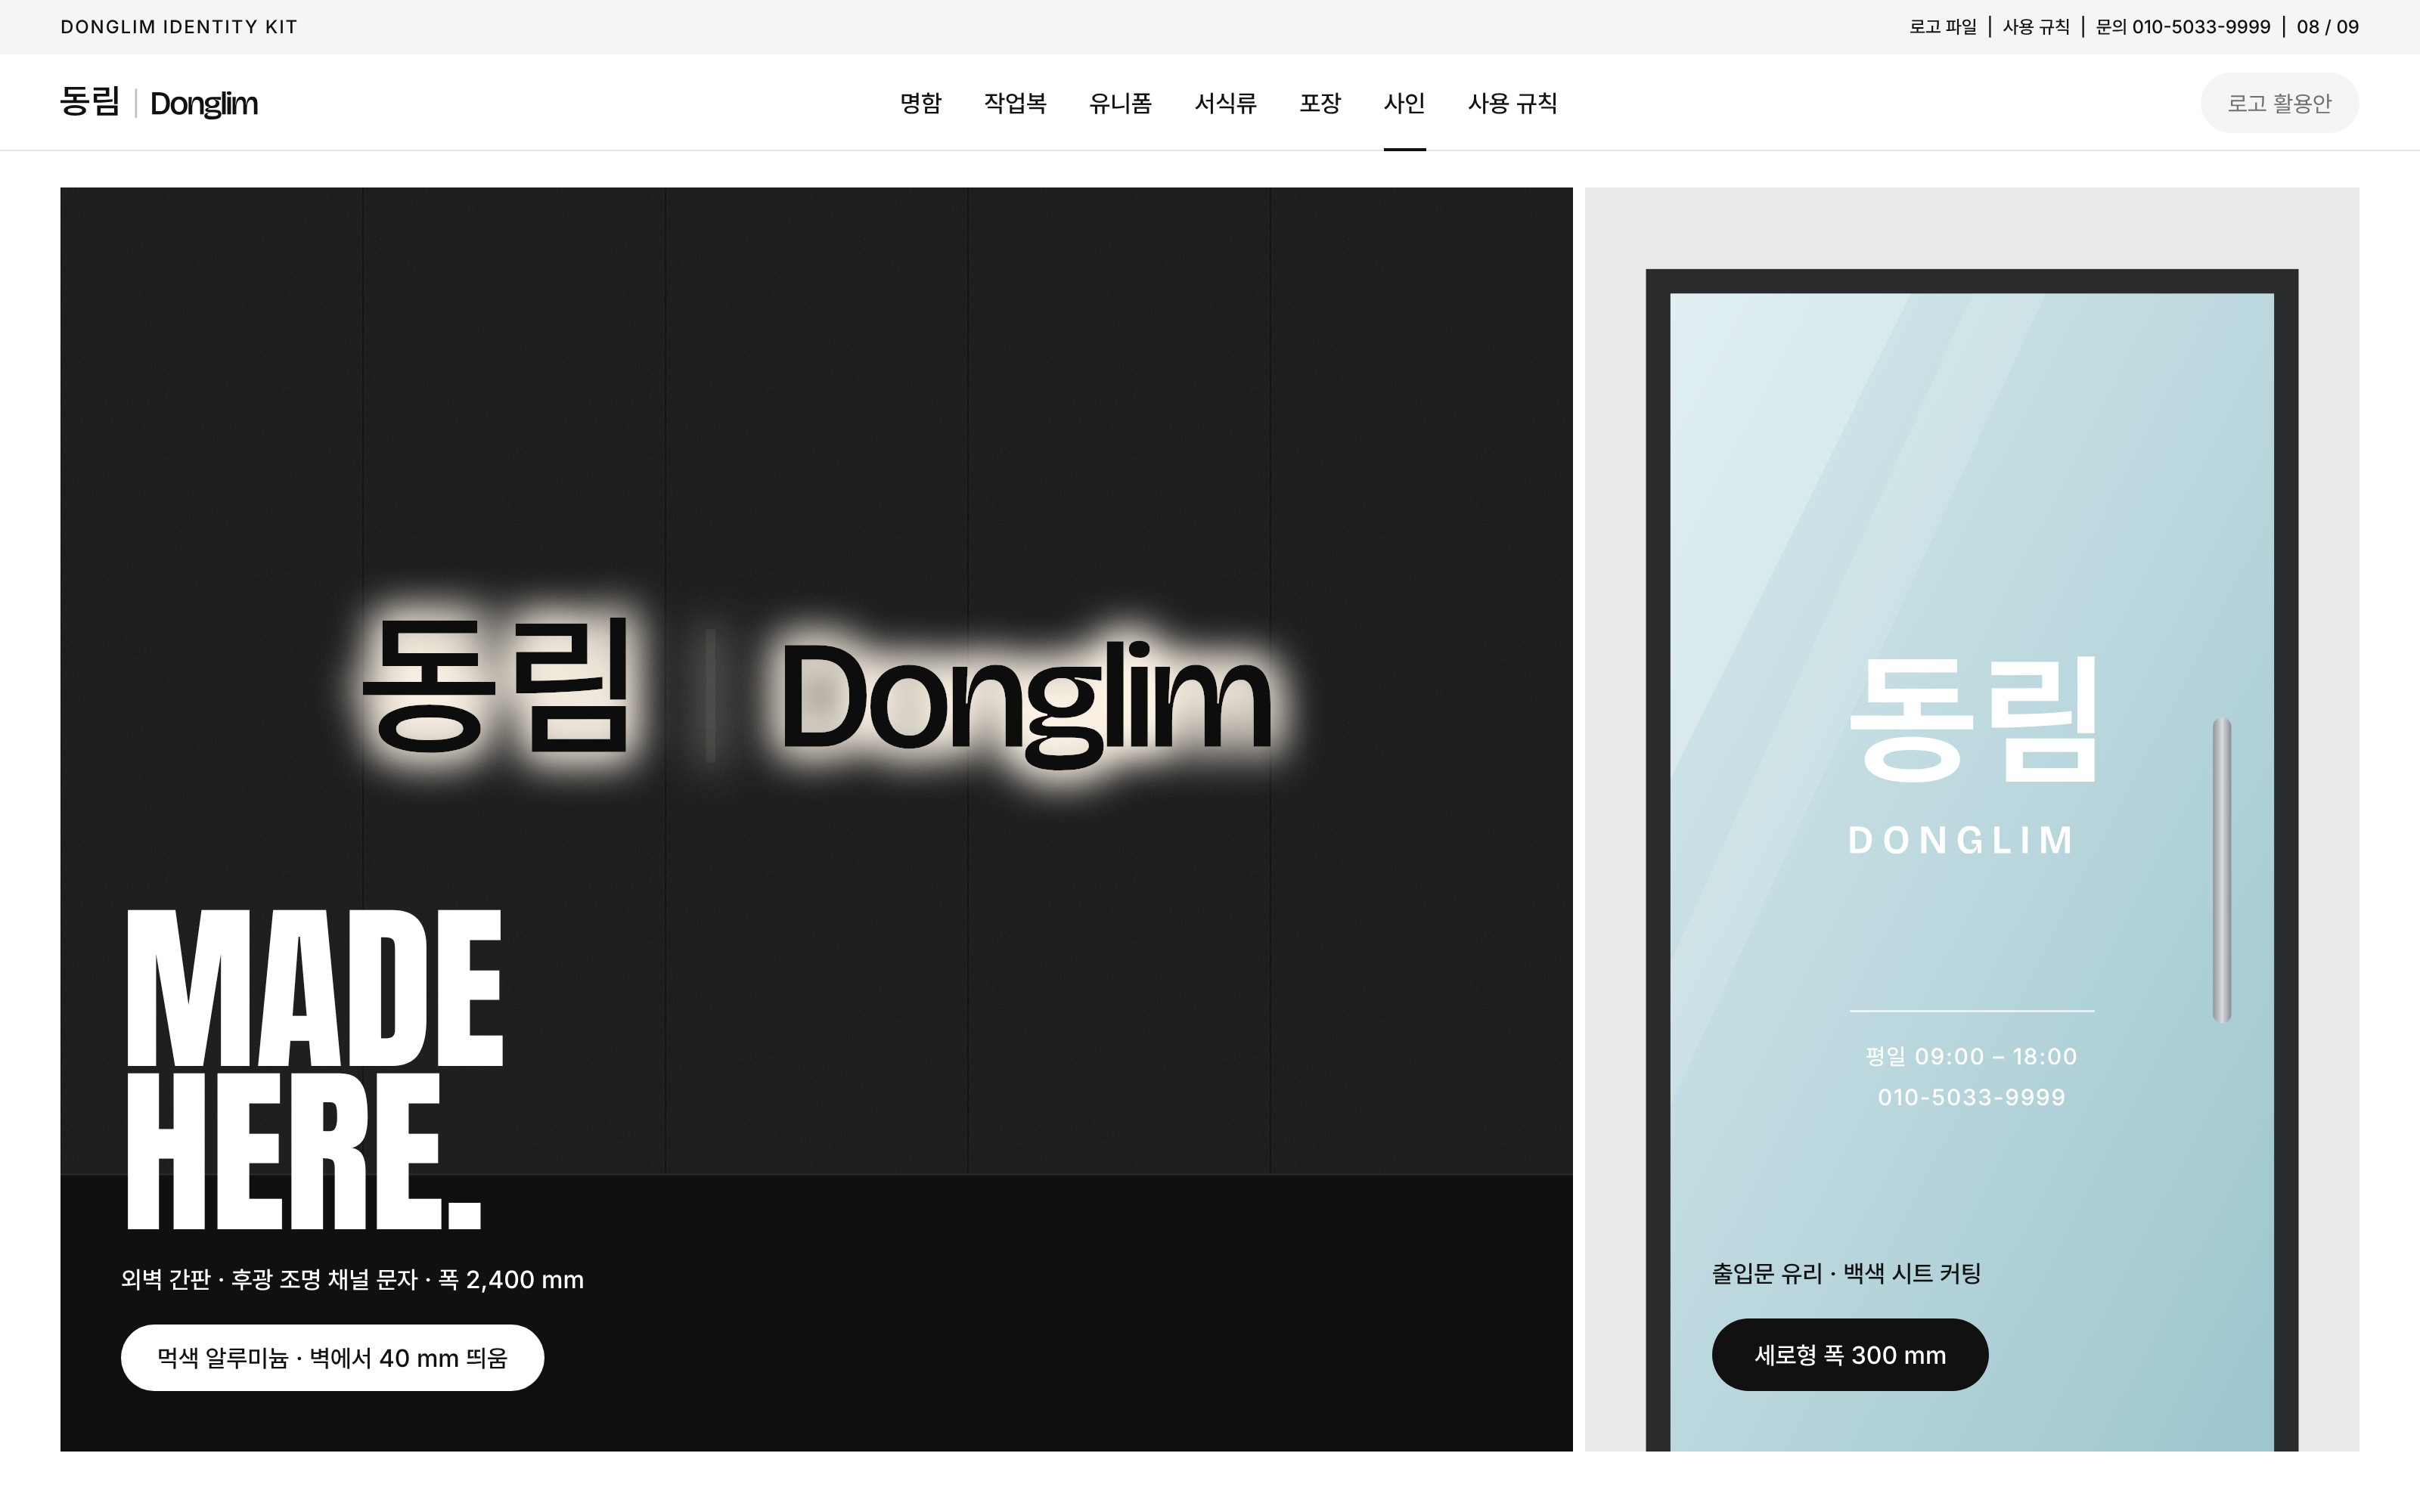 DONGLIM IDENTITY KIT
로고 파일 | 사용 규칙 | 문의 010-5033-9999 | 08 / 09
동림 | Donglim
명함 작업복 유니폼 서식류 포장 사인 사용 규칙
로고 활용안
동림 | Donglim
MADE
HERE.
외벽 간판 · 후광 조명 채널 문자 · 폭 2,400 mm
먹색 알루미늄 · 벽에서 40 mm 띄움
동림
DONGLIM
평일 09:00 – 18:00
010-5033-9999
출입문 유리 · 백색 시트 커팅
세로형 폭 300 mm